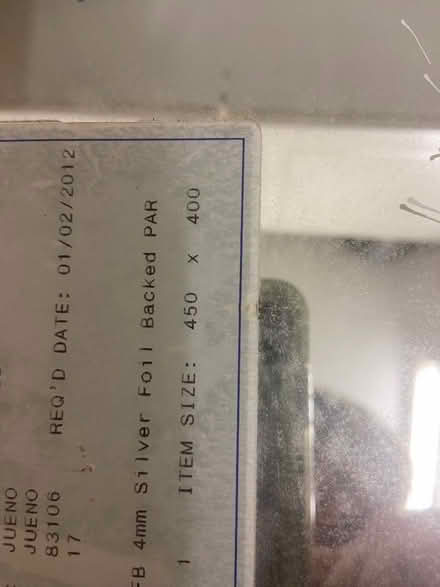 JUENO
JUENO
83106 REQ'D DATE: 01/02/2012
17
FB 4mm Silver Foil Backed PAR
1 ITEM SIZE: 450 x 400